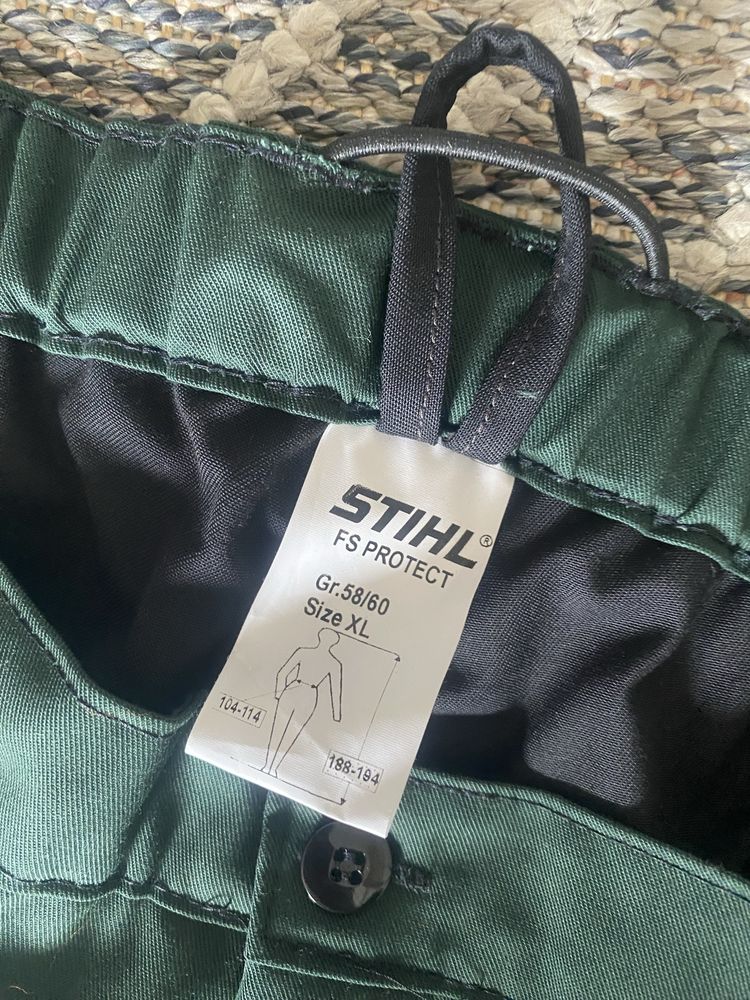 STIHL®
FS PROTECT
Gr.58/60
Size XL
104-114
188-194